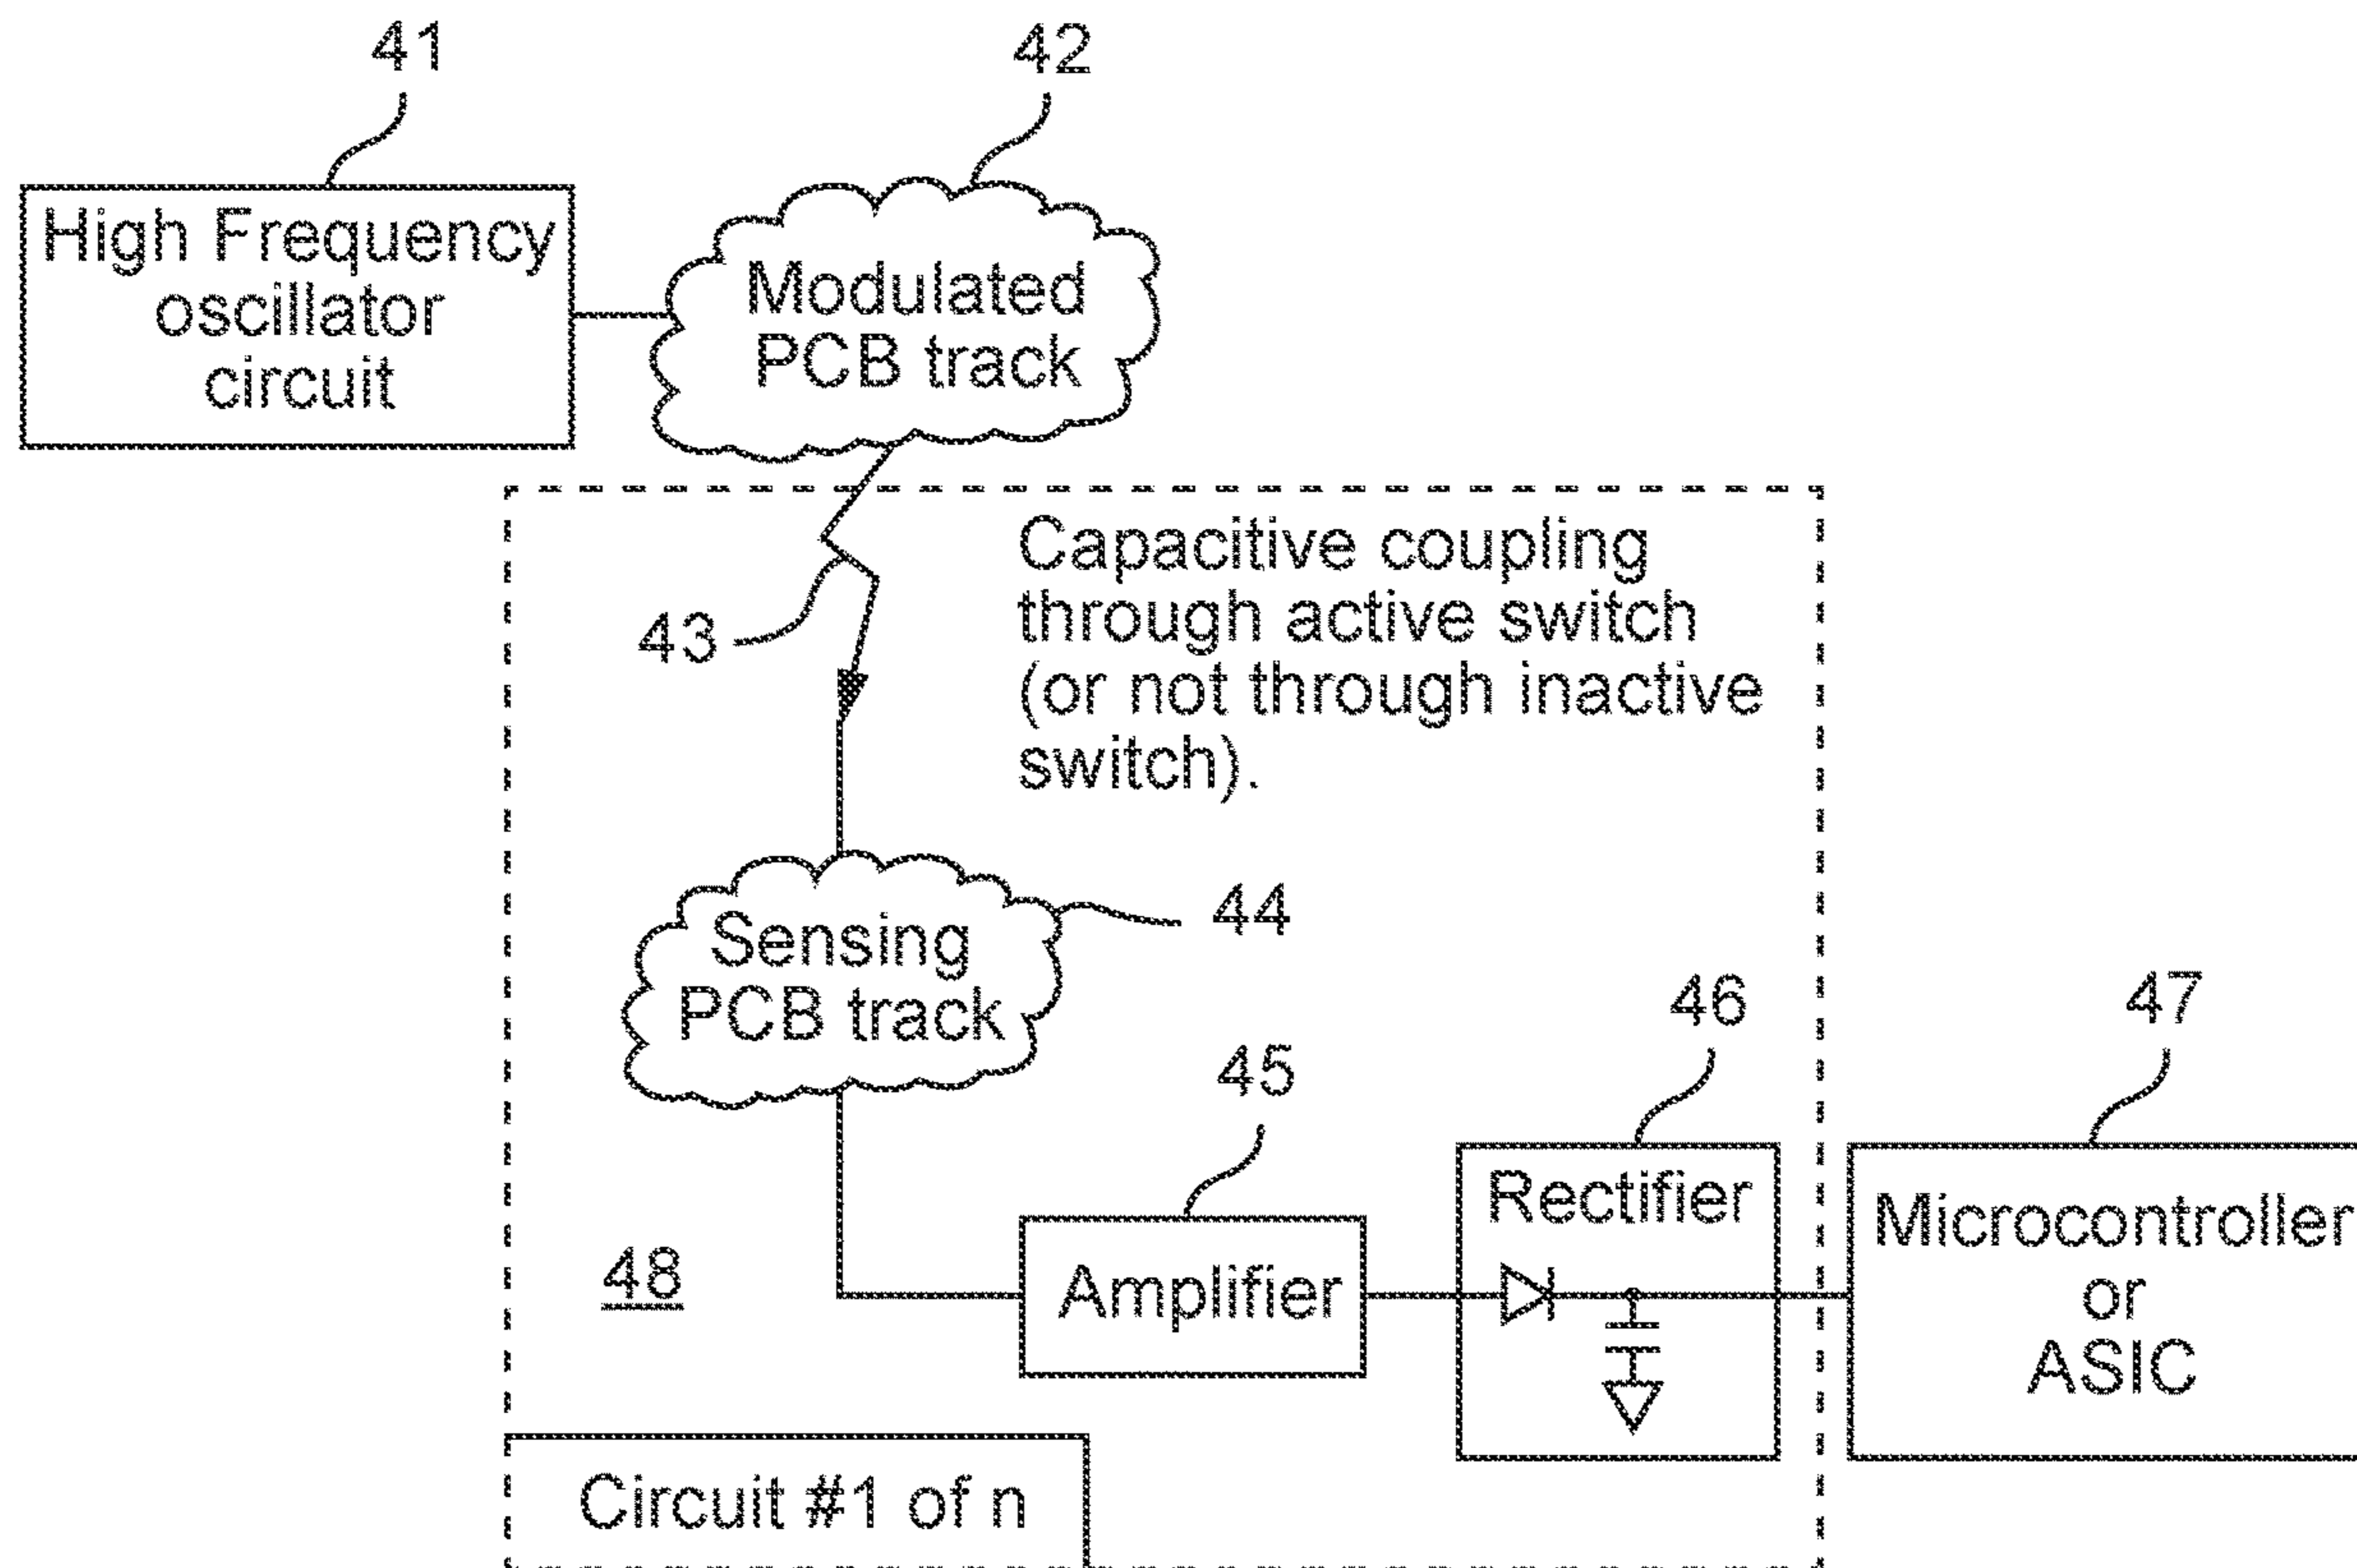 41
42
High Frequency
oscillator
circuit
Modulated
PCB track
43
Capacitive coupling
through active switch
(or not through inactive
switch).
Sensing
PCB track
44
45
46
47
48
Amplifier
Rectifier
Microcontroller
or
ASIC
Circuit #1 of n